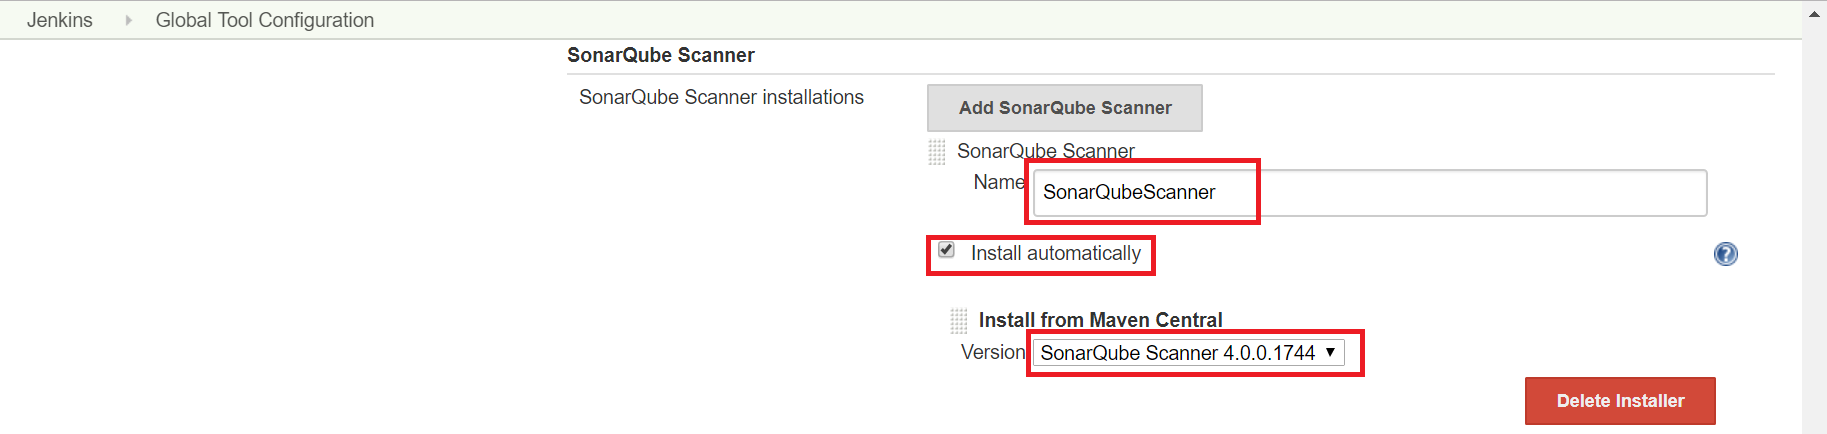 Jenkins Global Tool Configuration
SonarQube Scanner
SonarQube Scanner installations
Add SonarQube Scanner
SonarQube Scanner
Name SonarQubeScanner
Install automatically
?
Install from Maven Central
Version SonarQube Scanner 4.0.0.1744
Delete Installer